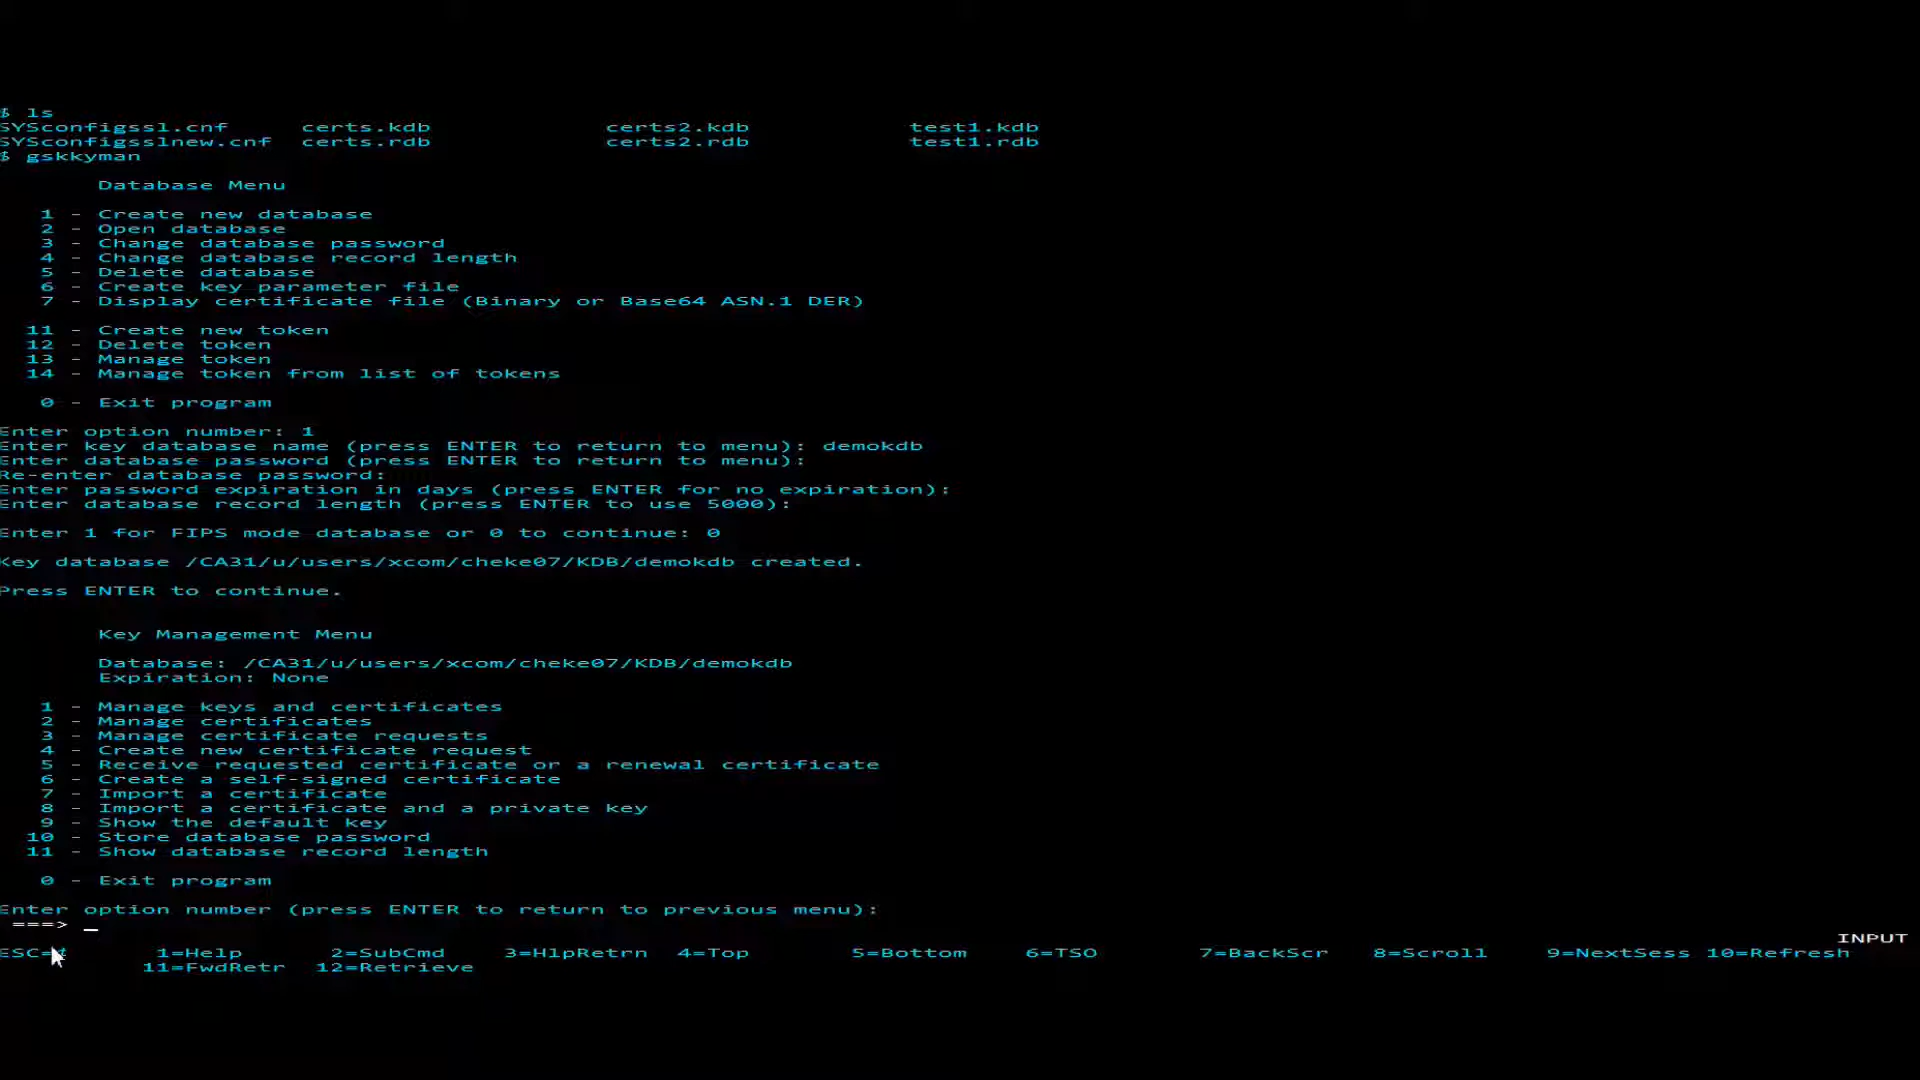 $ ls
SYSconfigssl.cnf certs.kdb certs2.kdb test1.kdb
SYSconfigsslnew.cnf certs.rdb certs2.rdb test1.rdb
$ gskkyman
Database Menu
1 - Create new database
2 - Open database
3 - Change database password
4 - Change database record length
5 - Delete database
6 - Create key parameter file
7 - Display certificate file (Binary or Base64 ASN.1 DER)
11 - Create new token
12 - Delete token
13 - Manage token
14 - Manage token from list of tokens
0 - Exit program
Enter option number: 1
Enter key database name (press ENTER to return to menu): demokdb
Enter database password (press ENTER to return to menu):
Re-enter database password:
Enter password expiration in days (press ENTER for no expiration):
Enter database record length (press ENTER to use 5000):
Enter 1 for FIPS mode database or 0 to continue: 0
Key database /CA31/u/users/xcom/cheke07/KDB/demokdb created.
Press ENTER to continue.
Key Management Menu
Database: /CA31/u/users/xcom/cheke07/KDB/demokdb
Expiration: None
1 - Manage keys and certificates
2 - Manage certificates
3 - Manage certificate requests
4 - Create new certificate request
5 - Receive requested certificate or a renewal certificate
6 - Create a self-signed certificate
7 - Import a certificate
8 - Import a certificate and a private key
9 - Show the default key
10 - Store database password
11 - Show database record length
0 - Exit program
Enter option number (press ENTER to return to previous menu):
===> _
INPUT
ESC= 1=Help 2=SubCmd 3=HlpRetrn 4=Top 5=Bottom 6=TSO 7=BackScr 8=Scroll 9=NextSess 10=Refresh
11=FwdRetr 12=Retrieve